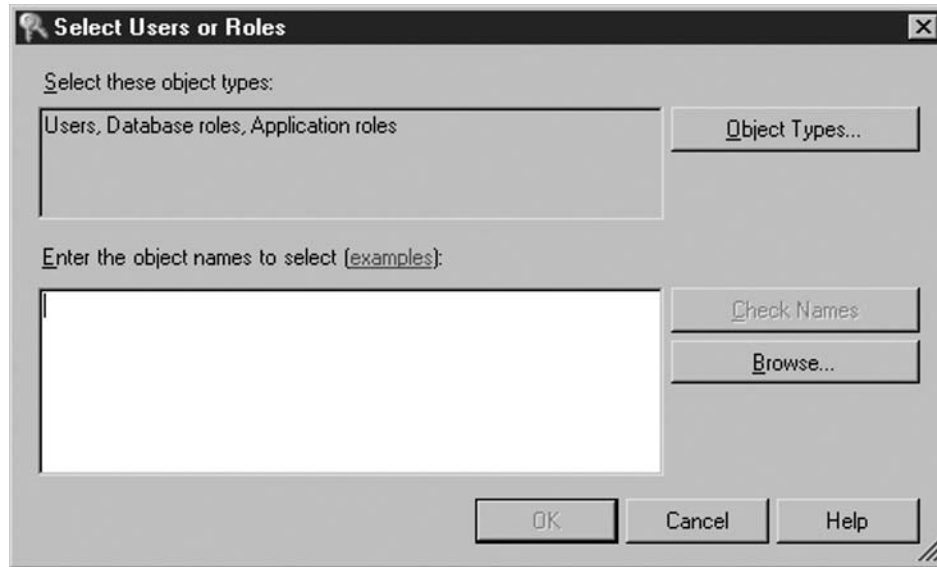 Select Users or Roles
Select these object types:
Users, Database roles, Application roles
Object Types...
Enter the object names to select (examples):
Check Names
Browse...
OK
Cancel
Help